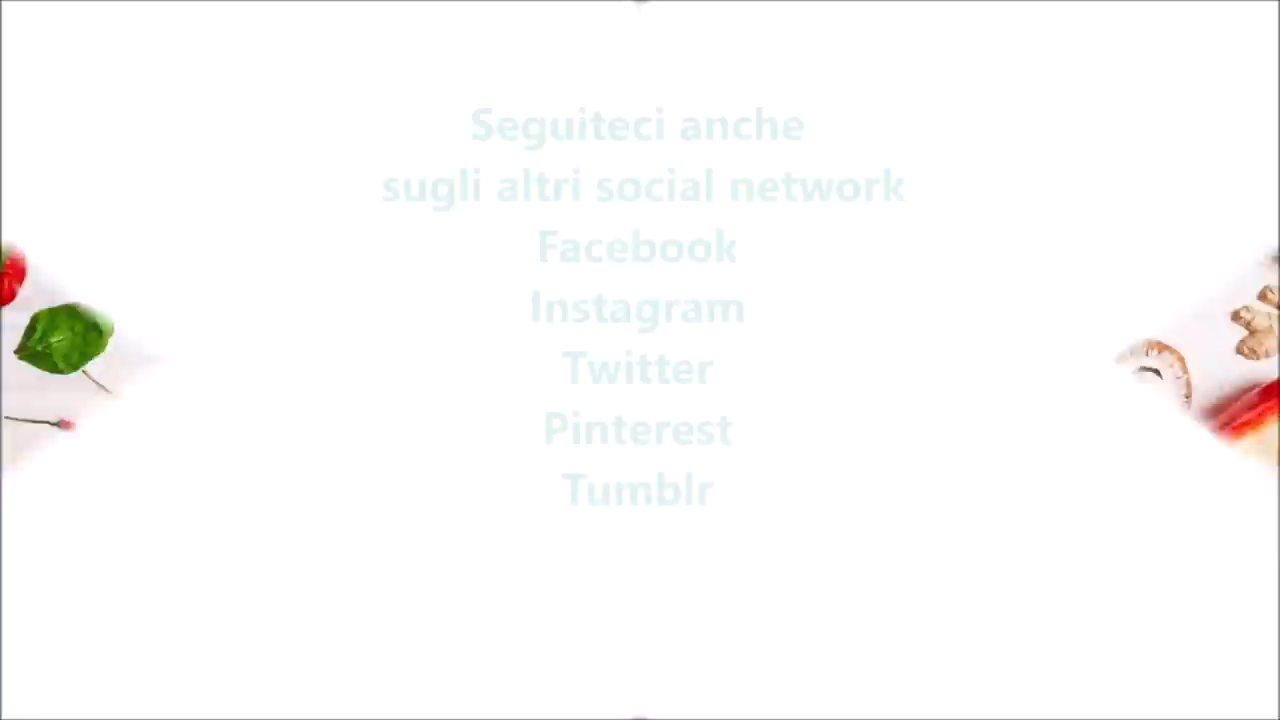 Seguiteci anche
sugli altri social network
Facebook
Instagram
Twitter
Pinterest
Tumblr